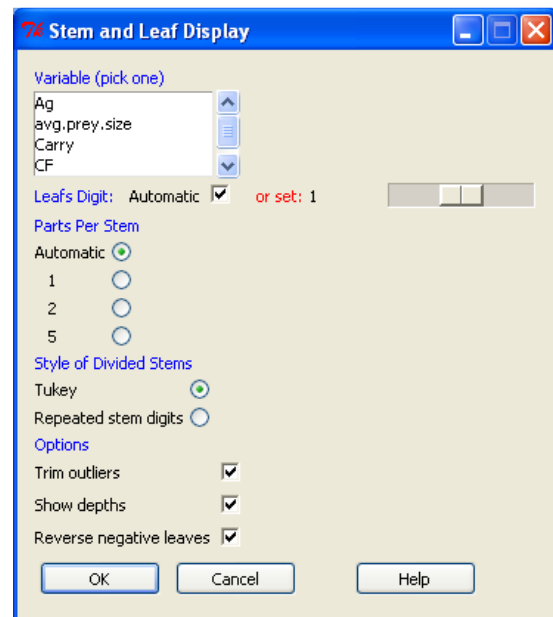 Stem and Leaf Display
Variable (pick one)
Ag
avg.prey.size
Carry
CF
Leafs Digit: Automatic or set: 1
Parts Per Stem
Automatic
1
2
5
Style of Divided Stems
Tukey
Repeated stem digits
Options
Trim outliers
Show depths
Reverse negative leaves
OK Cancel Help